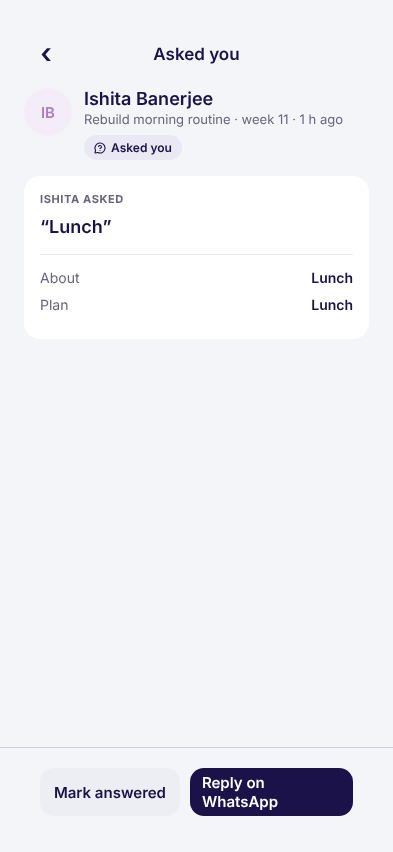 Asked you
IB
Ishita Banerjee
Rebuild morning routine · week 11 · 1 h ago
Asked you
ISHITA ASKED
“Lunch”
About Lunch
Plan Lunch
Mark answered
Reply on
WhatsApp